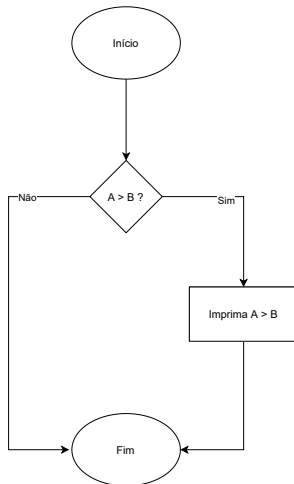 Início
A > B ?
Não
Sim
Imprima A > B
Fim